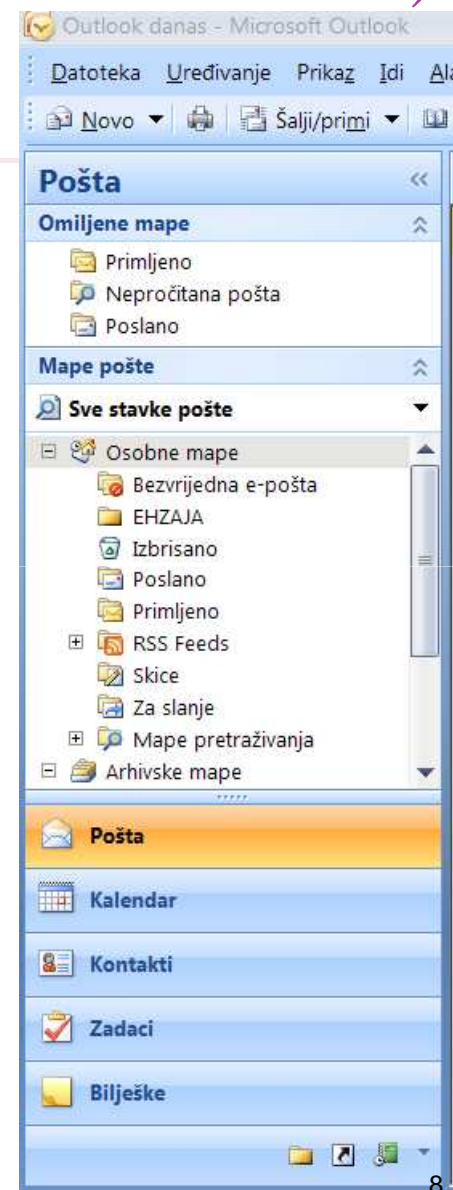 Outlook danas - Microsoft Outlook
Datoteka Uređivanje Prikaz Idi
Novo Šalji/primi
Pošta
Omiljene mape
Primljeno
Nepročitana pošta
Poslano
Mape pošte
Sve stavke pošte
Osobne mape
Bezvrijedna e-pošta
EHZAJA
Izbrisano
Poslano
Primljeno
RSS Feeds
Skice
Za slanje
Mape pretraživanja
Arhivske mape
Pošta
Kalendar
Kontakti
Zadaci
Bilješke
8